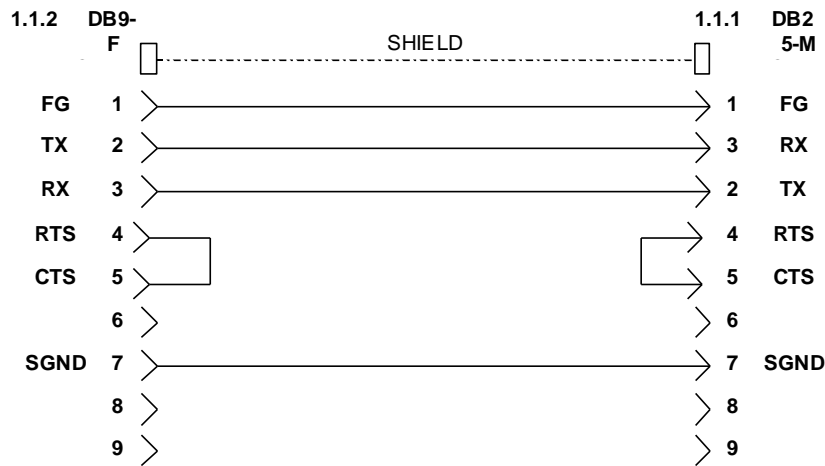 1.1.2 DB9-F 1.1.1 DB25-M
SHIELD
FG 1 1 FG
TX 2 3 RX
RX 3 2 TX
RTS 4 4 RTS
CTS 5 5 CTS
6 6
SGND 7 7 SGND
8 8
9 9